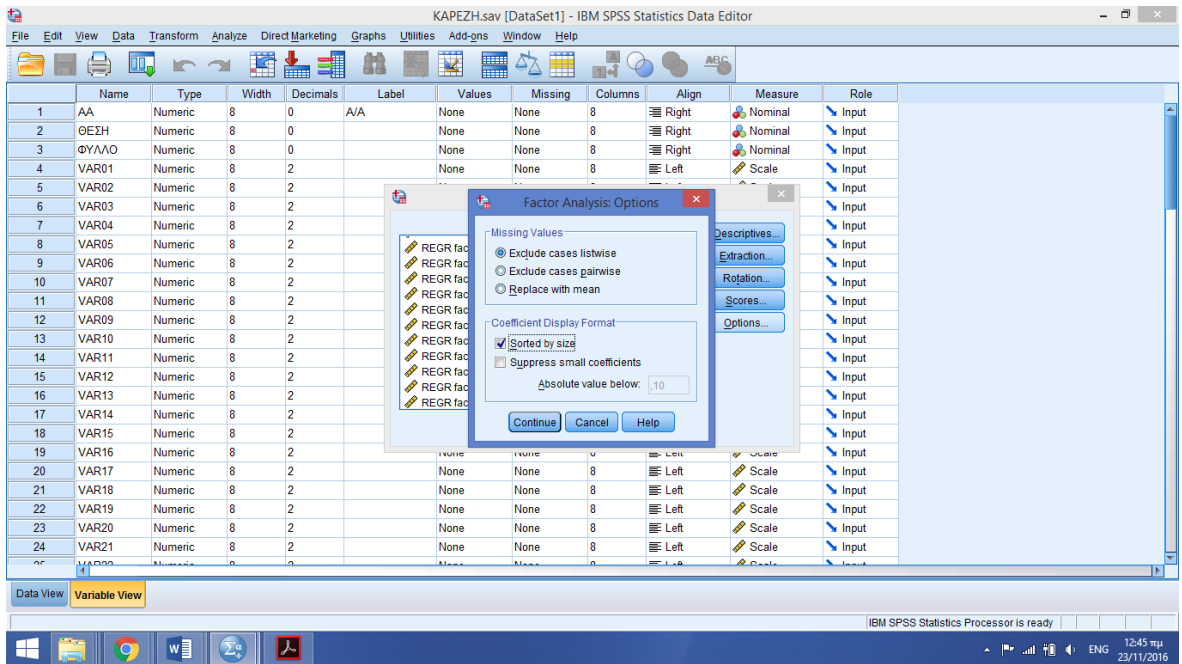 KAPEZH.sav [DataSet1] - IBM SPSS Statistics Data Editor
File Edit View Data Transform Analyze Direct Marketing Graphs Utilities Add-ons Window Help
Name Type Width Decimals Label Values Missing Columns Align Measure Role
1 AA Numeric 8 0 A/A None None 8 Right Nominal Input
2 ΘΕΣΗ Numeric 8 0 None None 8 Right Nominal Input
3 ΦΥΛΛΟ Numeric 8 0 None None 8 Right Nominal Input
4 VAR01 Numeric 8 2 None None 8 Left Scale Input
5 VAR02 Numeric 8 2 Input
6 VAR03 Numeric 8 2 Input
7 VAR04 Numeric 8 2 Input
8 VAR05 Numeric 8 2 Input
9 VAR06 Numeric 8 2 Input
10 VAR07 Numeric 8 2 Input
11 VAR08 Numeric 8 2 Input
12 VAR09 Numeric 8 2 Input
13 VAR10 Numeric 8 2 Input
14 VAR11 Numeric 8 2 Input
15 VAR12 Numeric 8 2 Input
16 VAR13 Numeric 8 2 Input
17 VAR14 Numeric 8 2 Input
18 VAR15 Numeric 8 2 Input
19 VAR16 Numeric 8 2 None None 8 Left Scale Input
20 VAR17 Numeric 8 2 None None 8 Left Scale Input
21 VAR18 Numeric 8 2 None None 8 Left Scale Input
22 VAR19 Numeric 8 2 None None 8 Left Scale Input
23 VAR20 Numeric 8 2 None None 8 Left Scale Input
24 VAR21 Numeric 8 2 None None 8 Left Scale Input
REGR fac
REGR fac
REGR fac
REGR fac
REGR fac
REGR fac
REGR fac
REGR fac
REGR fac
REGR fac
REGR fac
Descriptives...
Extraction...
Rotation...
Scores...
Options...
Factor Analysis: Options
Missing Values
Exclude cases listwise
Exclude cases pairwise
Replace with mean
Coefficient Display Format
Sorted by size
Suppress small coefficients
Absolute value below: .10
Continue Cancel Help
Data View Variable View
IBM SPSS Statistics Processor is ready
ENG 12:45 πμ
23/11/2016